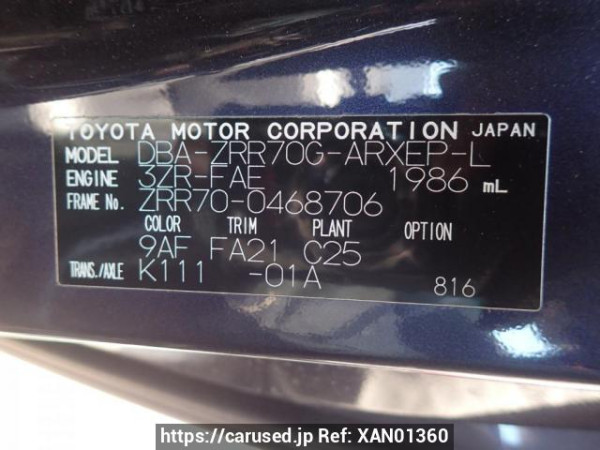 TOYOTA MOTOR CORPORATION JAPAN
MODEL DBA-ZRR70G-ARXEP-L
ENGINE 3ZR-FAE 1986 mL
FRAME No. ZRR70-0468706
COLOR TRIM PLANT OPTION
9AF FA21 C25
TRANS./AXLE K111 -01A 816
https://carused.jp Ref: XAN01360